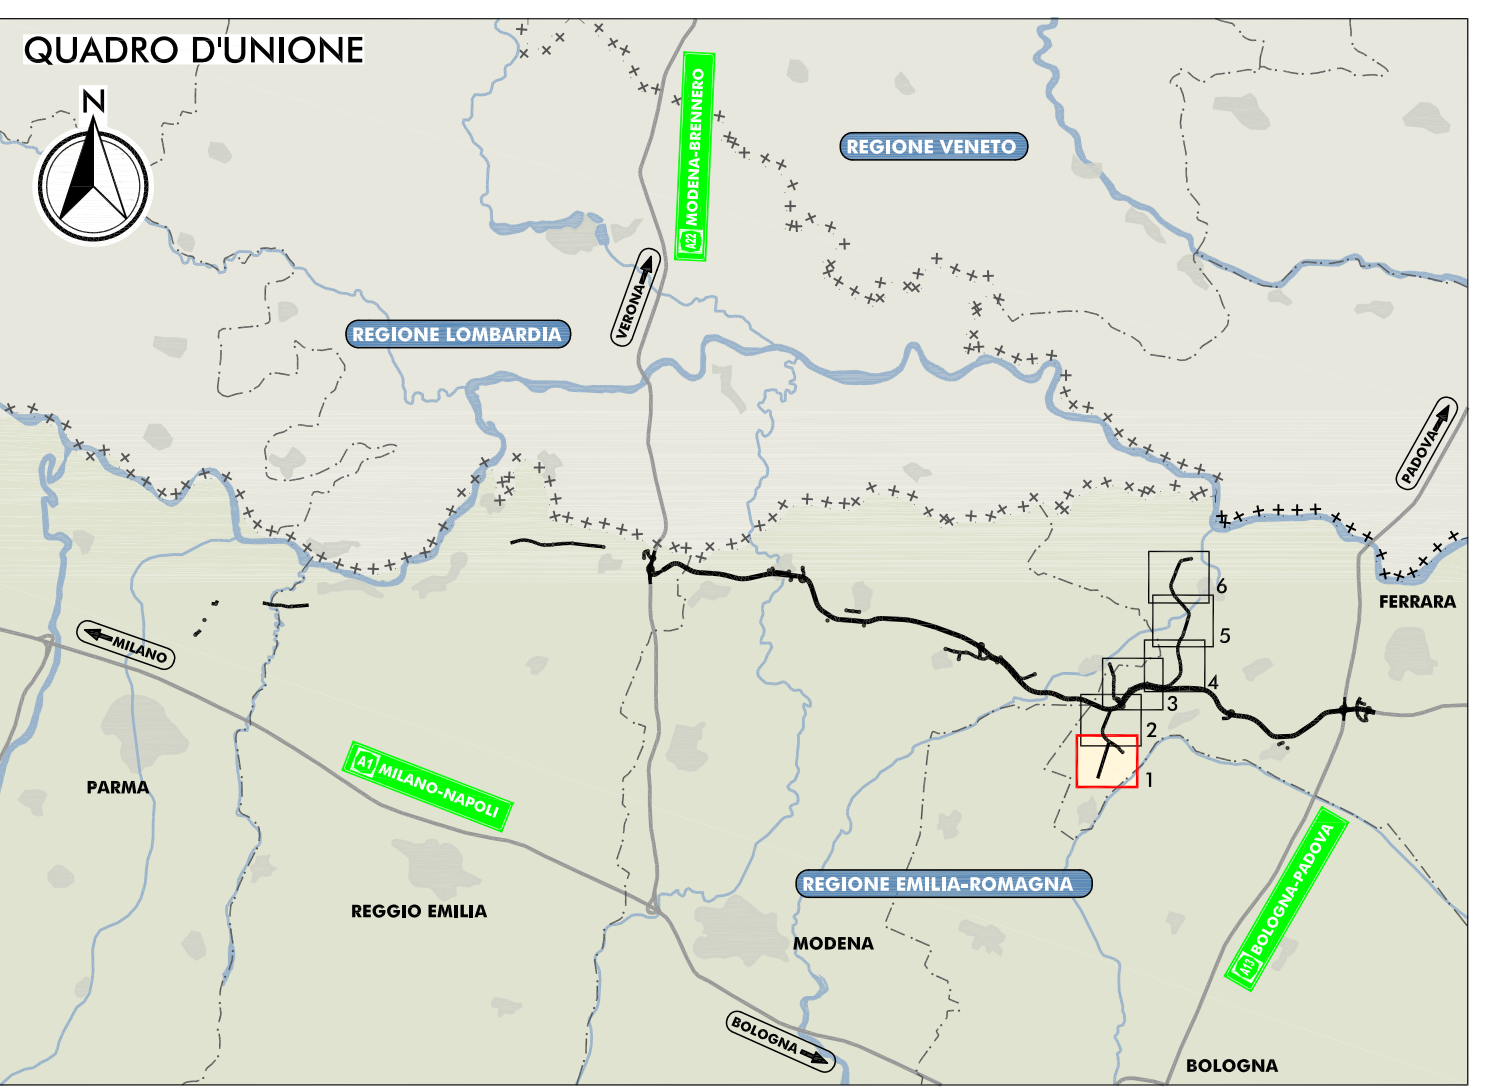 QUADRO D'UNIONE
N
A22 MODENA-BRENNERO
REGIONE VENETO
VERONA
REGIONE LOMBARDIA
PADOVA
6
FERRARA
5
MILANO
4
3
2
1
PARMA
A1 MILANO-NAPOLI
A13 BOLOGNA-PADOVA
REGIONE EMILIA-ROMAGNA
REGGIO EMILIA
MODENA
BOLOGNA
BOLOGNA